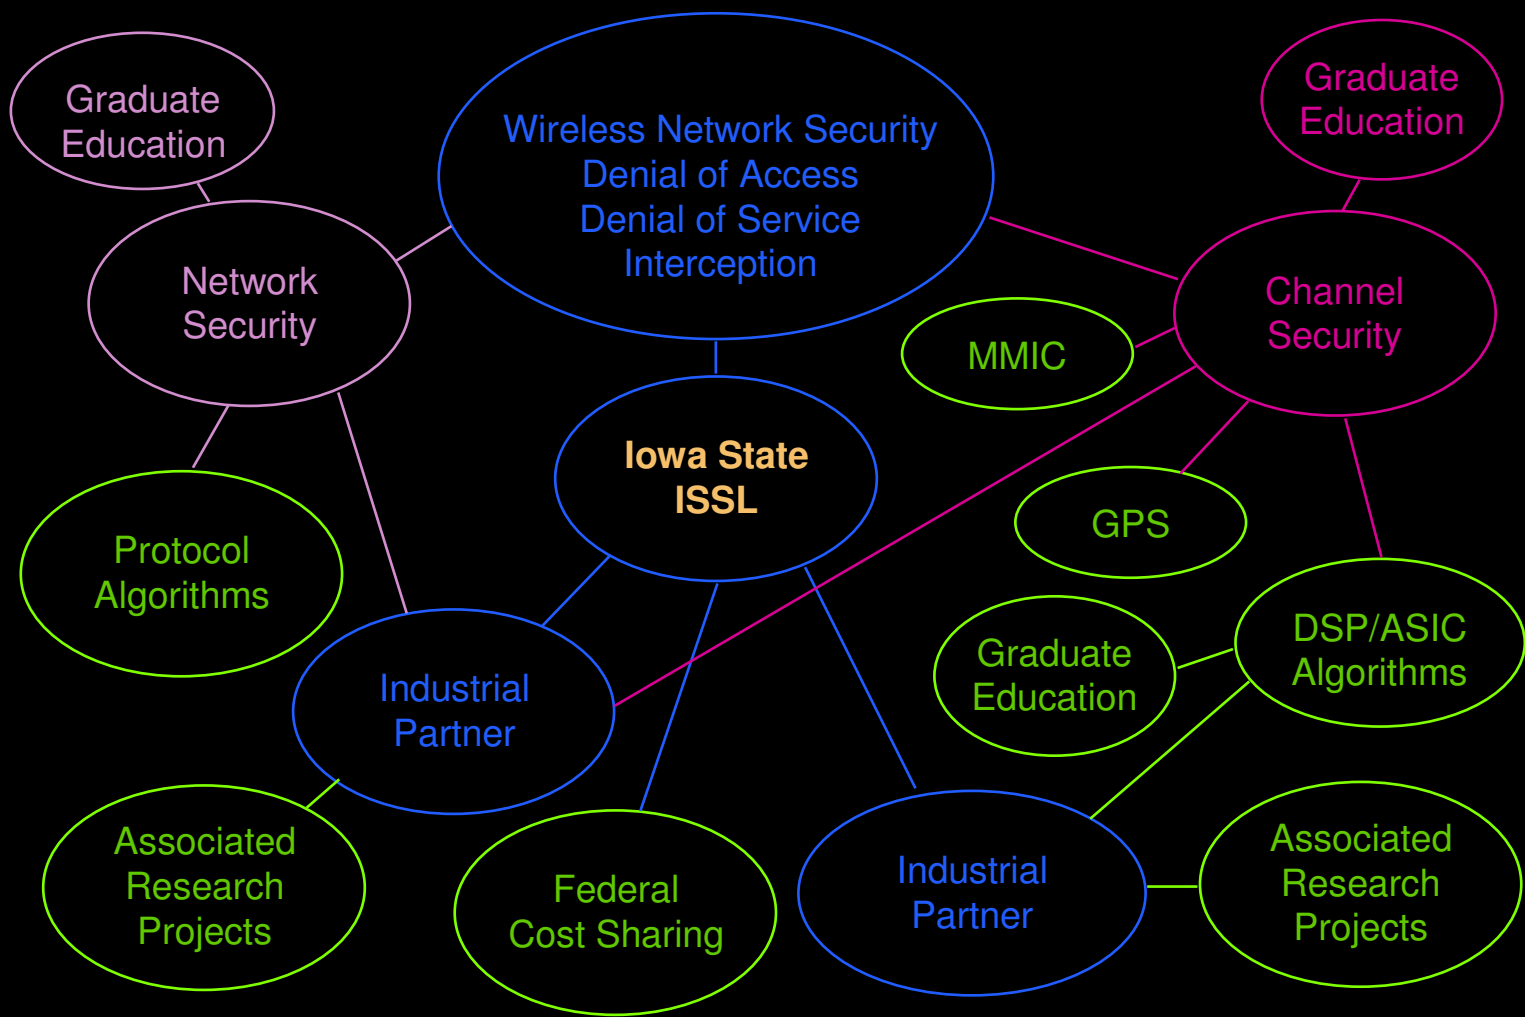 Graduate
Education
Wireless Network Security
Denial of Access
Denial of Service
Interception
Graduate
Education
Network
Security
Channel
Security
MMIC
Iowa State
ISSL
GPS
Protocol
Algorithms
DSP/ASIC
Algorithms
Graduate
Education
Industrial
Partner
Associated
Research
Projects
Federal
Cost Sharing
Industrial
Partner
Associated
Research
Projects